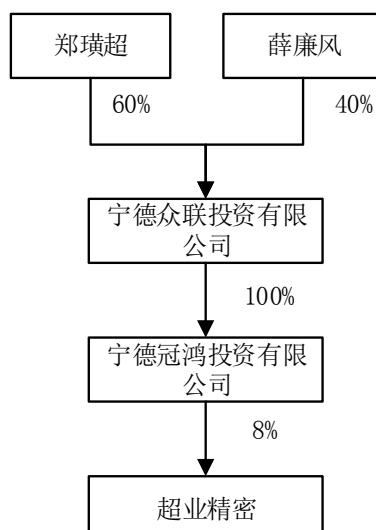 郑璜超
薛廉风
60%
40%
宁德众联投资有限
公司
100%
宁德冠鸿投资有限
公司
8%
超业精密